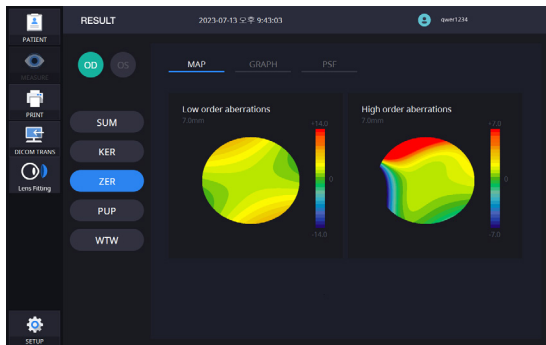 RESULT
2023-07-13 오후 9:43:03
qwer1234
PATIENT
MEASURE
PRINT
DICOM TRANS
Lens Fitting
SETUP
OD
OS
SUM
KER
ZER
PUP
WTW
MAP
GRAPH
PSF
Low order aberrations
7.0mm
+14.0
0
-14.0
High order aberrations
7.0mm
+7.0
0
-7.0